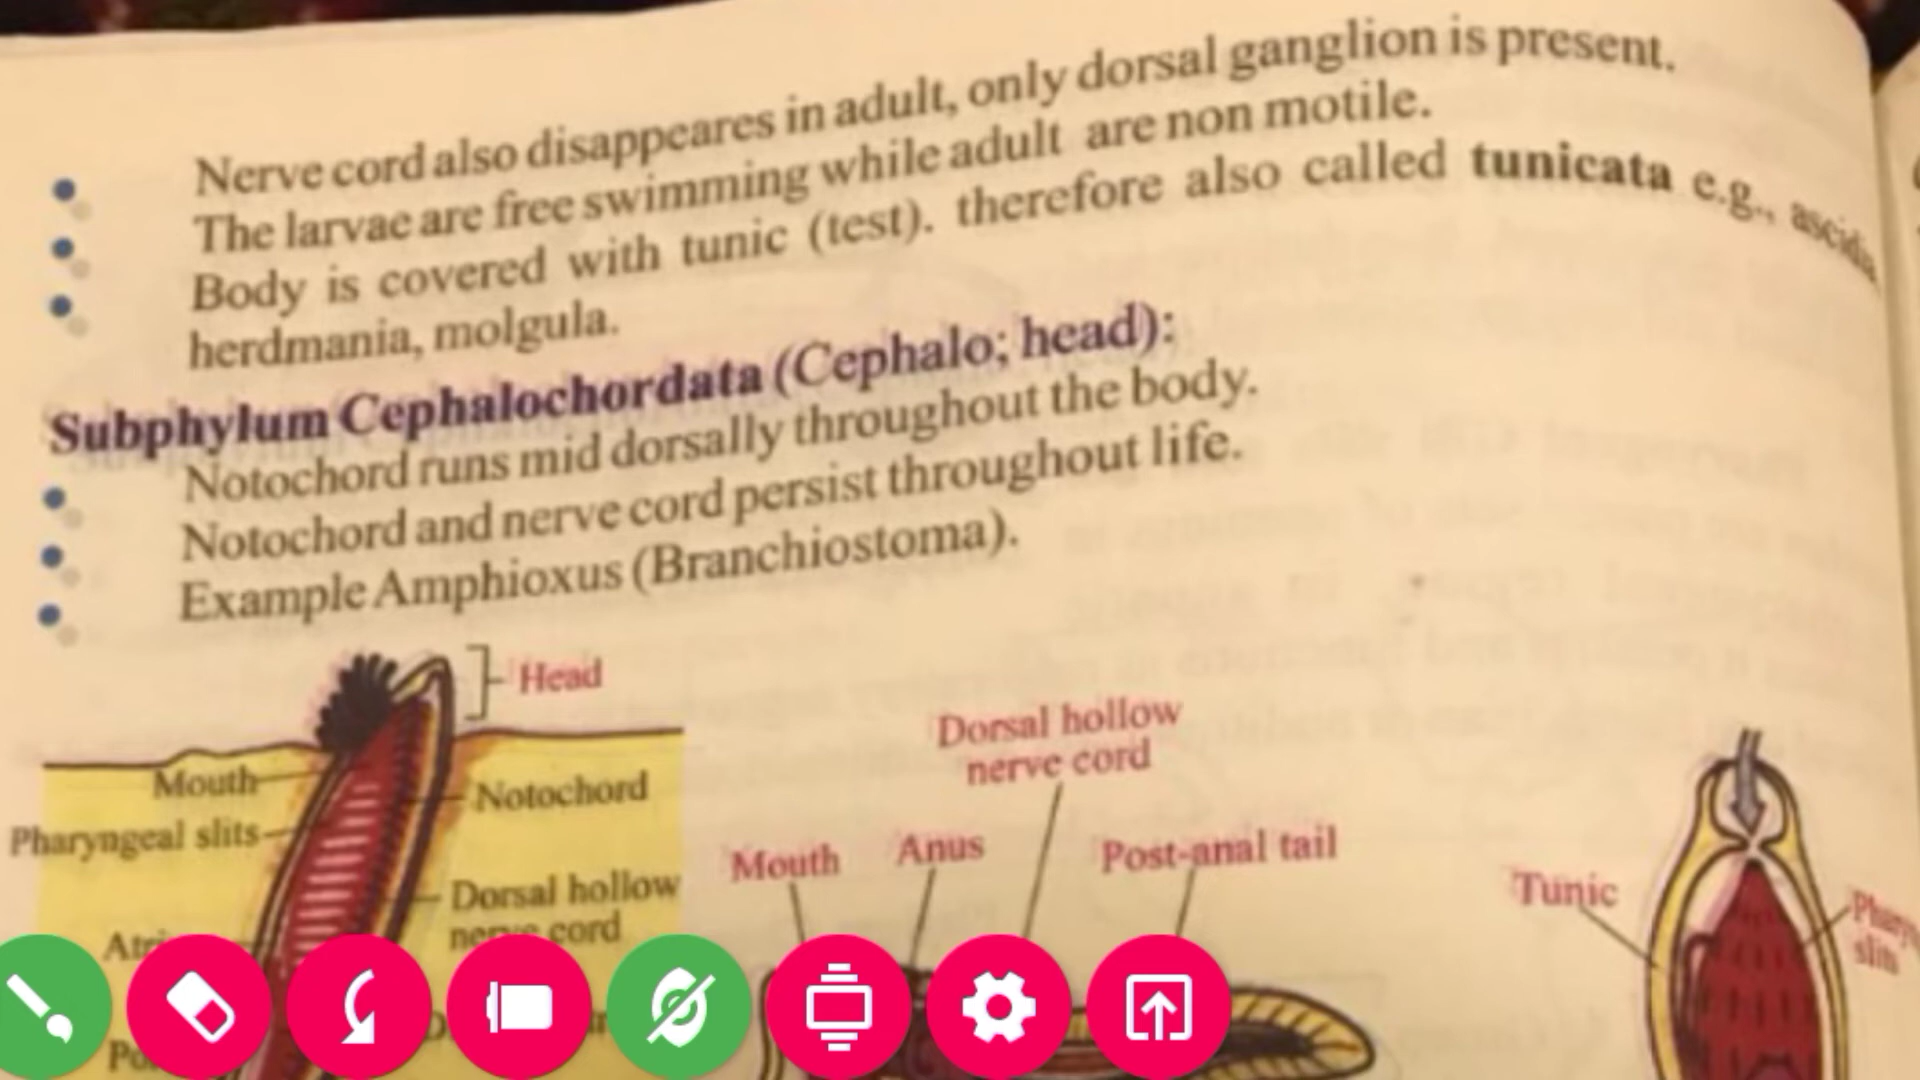 Nerve cord also disappeares in adult, only dorsal ganglion is present.
The larvae are free swimming while adult are non motile.
Body is covered with tunic (test). therefore also called tunicata e.g., ascidia
herdmania, molgula.
Subphylum Cephalochordata (Cephalo; head):
Notochord runs mid dorsally throughout the body.
Notochord and nerve cord persist throughout life.
Example Amphioxus (Branchiostoma).
Head
Mouth
Notochord
Pharyngeal slits
Dorsal hollow
nerve cord
Dorsal hollow
nerve cord
Mouth
Anus
Post-anal tail
Tunic